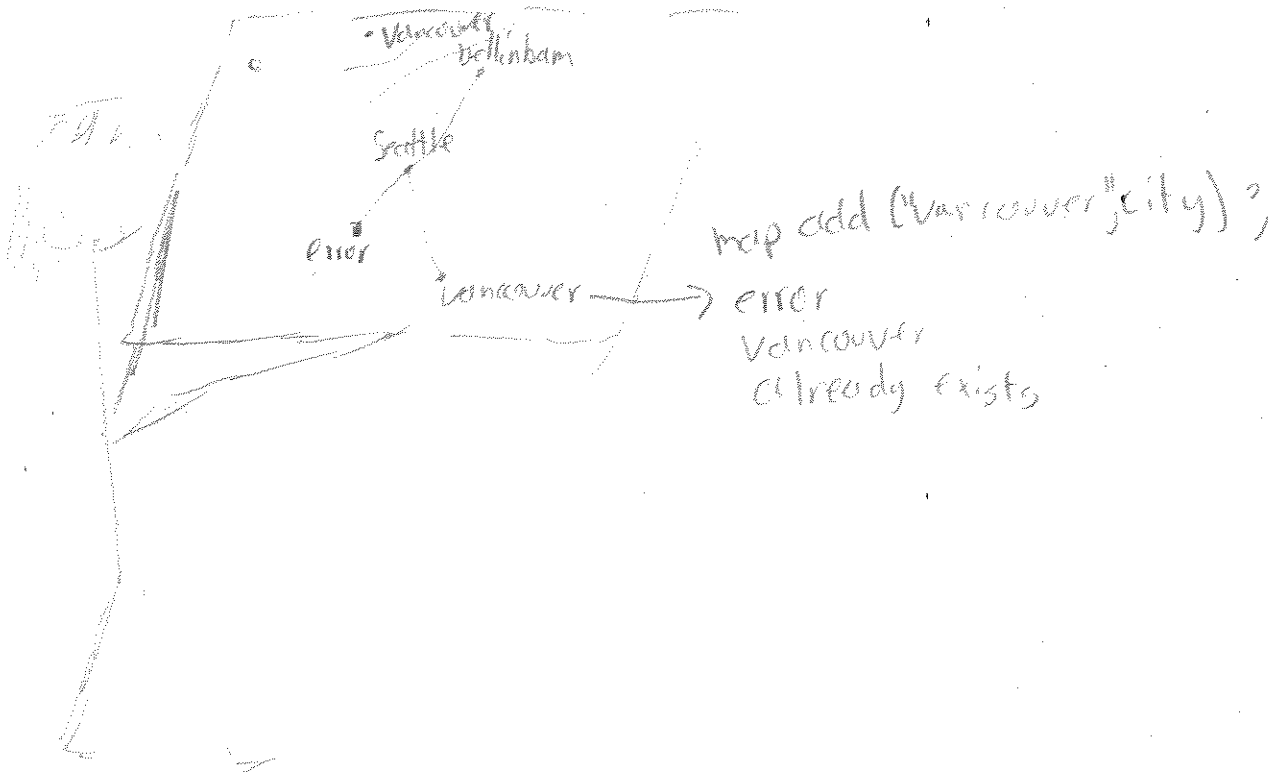 Vancouver
Bellinham
Seattle
error
Vancouver
map add ("Vancouver", city);
error
Vancouver
already exists